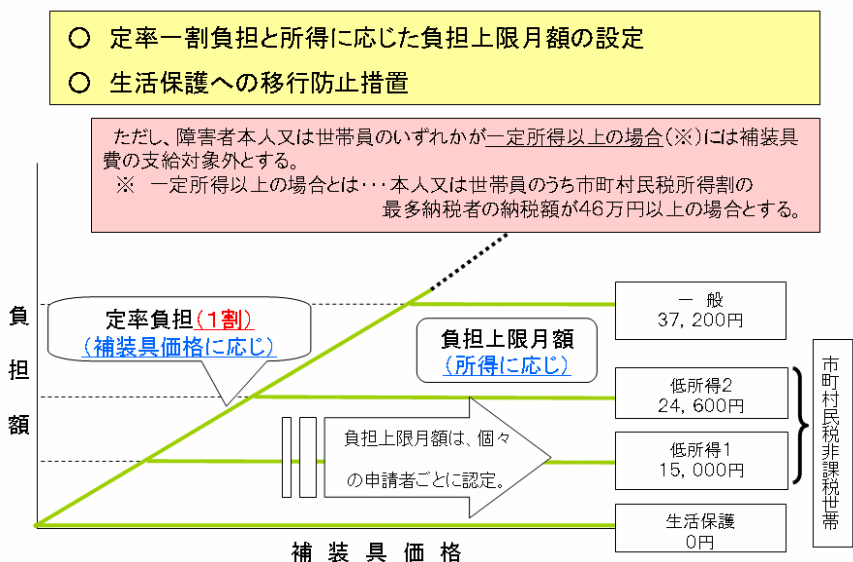 ○ 定率一割負担と所得に応じた負担上限月額の設定
○ 生活保護への移行防止措置
ただし、障害者本人又は世帯員のいずれかが一定所得以上の場合(※)には補装具
費の支給対象外とする。
※ 一定所得以上の場合とは･･･本人又は世帯員のうち市町村民税所得割の
最多納税者の納税額が46万円以上の場合とする。
負担額
定率負担(1割)
(補装具価格に応じ)
負担上限月額
(所得に応じ)
負担上限月額は、個々
の申請者ごとに認定。
一 般
37,200円
低所得2
24,600円
低所得1
15,000円
生活保護
0円
市町村民税非課税世帯
補 装 具 価 格